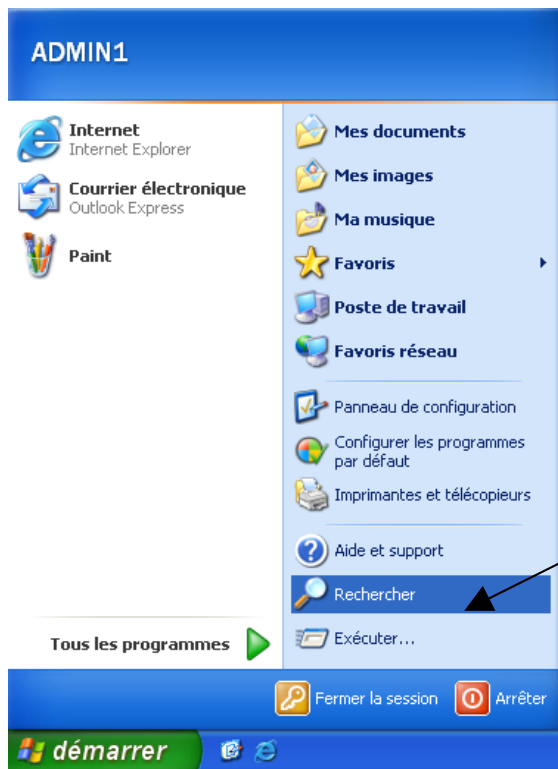 ADMIN1
Internet
Internet Explorer
Courrier électronique
Outlook Express
Paint
Tous les programmes
Mes documents
Mes images
Ma musique
Favoris
Poste de travail
Favoris réseau
Panneau de configuration
Configurer les programmes
par défaut
Imprimantes et télécopieurs
Aide et support
Rechercher
Exécuter...
Fermer la session
Arrêter
démarrer